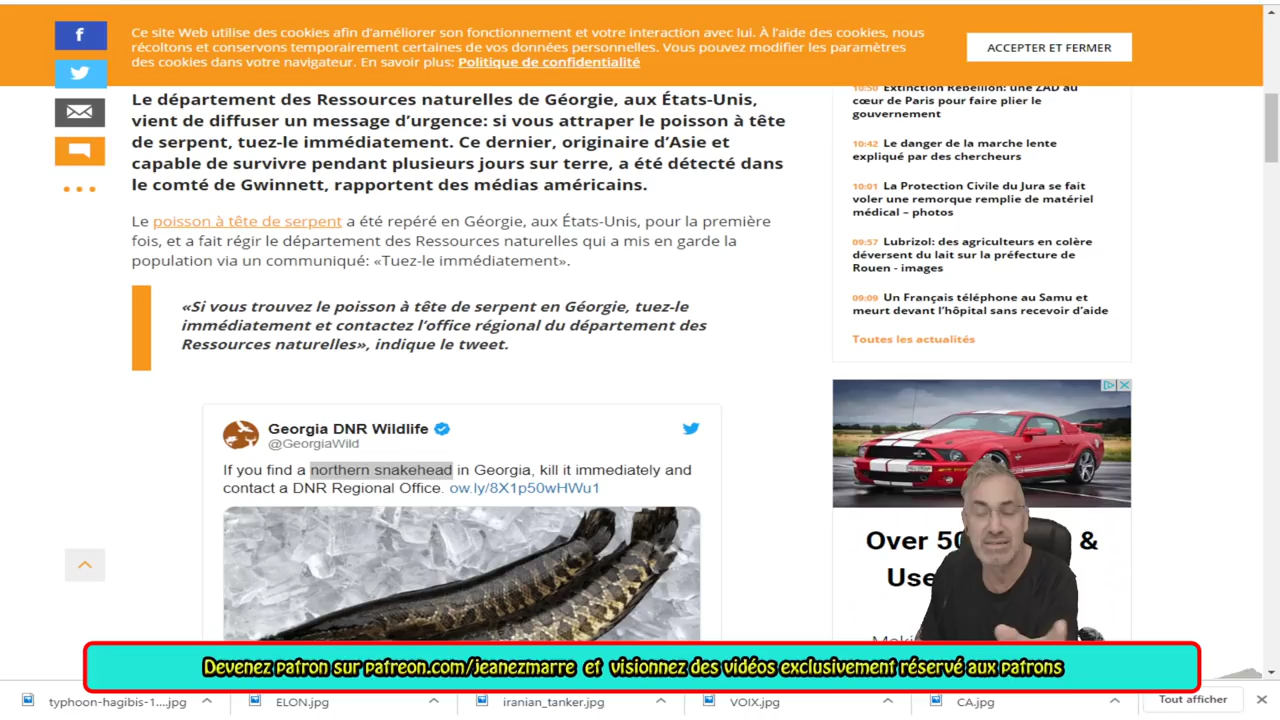 f
Ce site Web utilise des cookies afin d’améliorer son fonctionnement et votre interaction avec lui. À l’aide des cookies, nous
récoltons et conservons temporairement certaines de vos données personnelles. Vous pouvez modifier les paramètres
des cookies dans votre navigateur. En savoir plus: Politique de confidentialité
ACCEPTER ET FERMER
Le département des Ressources naturelles de Géorgie, aux États-Unis,
vient de diffuser un message d’urgence: si vous attraper le poisson à tête
de serpent, tuez-le immédiatement. Ce dernier, originaire d’Asie et
capable de survivre pendant plusieurs jours sur terre, a été détecté dans
le comté de Gwinnett, rapportent des médias américains.
Le poisson à tête de serpent a été repéré en Géorgie, aux États-Unis, pour la première
fois, et a fait régir le département des Ressources naturelles qui a mis en garde la
population via un communiqué: «Tuez-le immédiatement».
«Si vous trouvez le poisson à tête de serpent en Géorgie, tuez-le
immédiatement et contactez l’office régional du département des
Ressources naturelles», indique le tweet.
Georgia DNR Wildlife
@GeorgiaWild
If you find a northern snakehead in Georgia, kill it immediately and
contact a DNR Regional Office. ow.ly/8X1p50wHWu1
10:50 Extinction Rebellion: une ZAD au
cœur de Paris pour faire plier le
gouvernement
10:42 Le danger de la marche lente
expliqué par des chercheurs
10:01 La Protection Civile du Jura se fait
voler une remorque remplie de matériel
médical – photos
09:57 Lubrizol: des agriculteurs en colère
déversent du lait sur la préfecture de
Rouen - images
09:09 Un Français téléphone au Samu et
meurt devant l’hôpital sans recevoir d’aide
Toutes les actualités
Over &
Devenez patron sur patreon.com/jeanezmarre et visionnez des vidéos exclusivement réservé aux patrons
typhoon-hagibis-1....jpg
ELON.jpg
iranian_tanker.jpg
VOIX.jpg
CA.jpg
Tout afficher